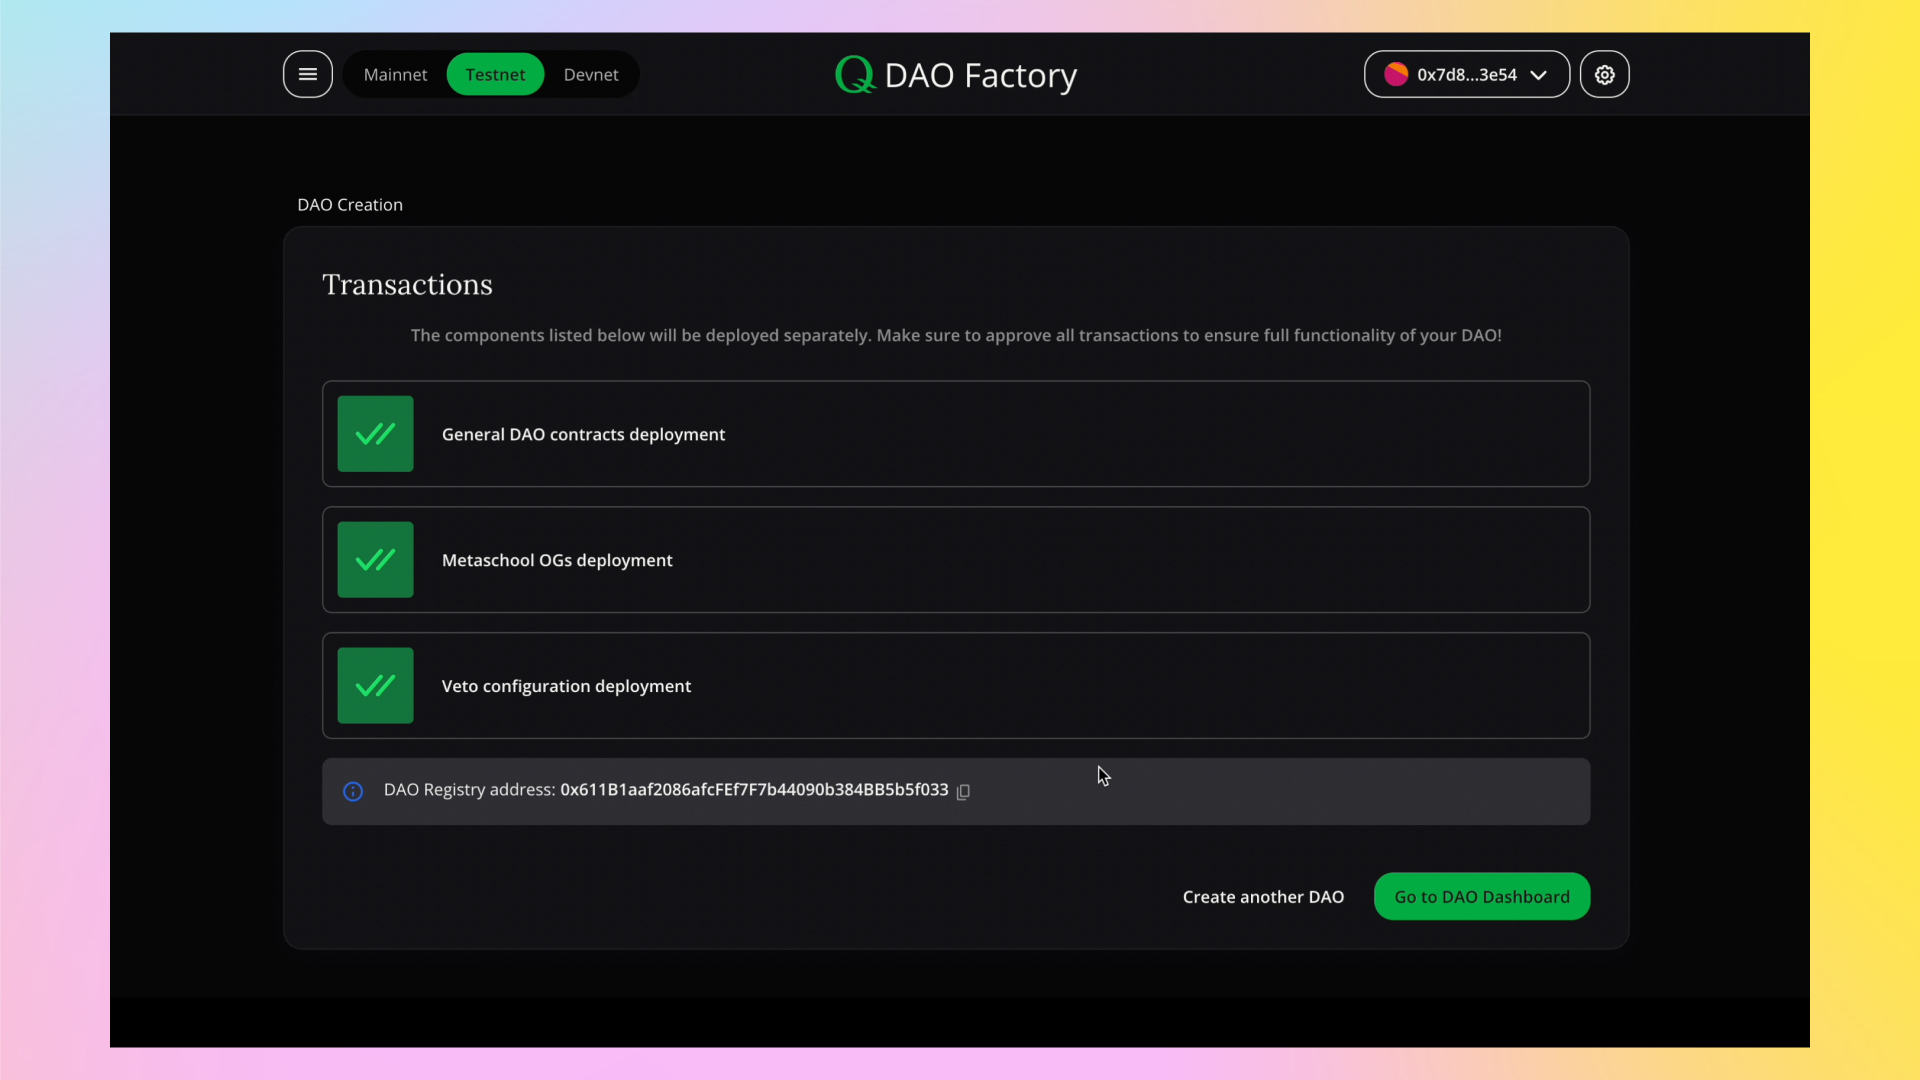 Mainnet
Testnet
Devnet
Q DAO Factory
0x7d8...3e54
DAO Creation
Transactions
The components listed below will be deployed separately. Make sure to approve all transactions to ensure full functionality of your DAO!
General DAO contracts deployment
Metaschool OGs deployment
Veto configuration deployment
DAO Registry address: 0x611B1aaf2086afcFEf7F7b44090b384BB5b5f033
Create another DAO
Go to DAO Dashboard